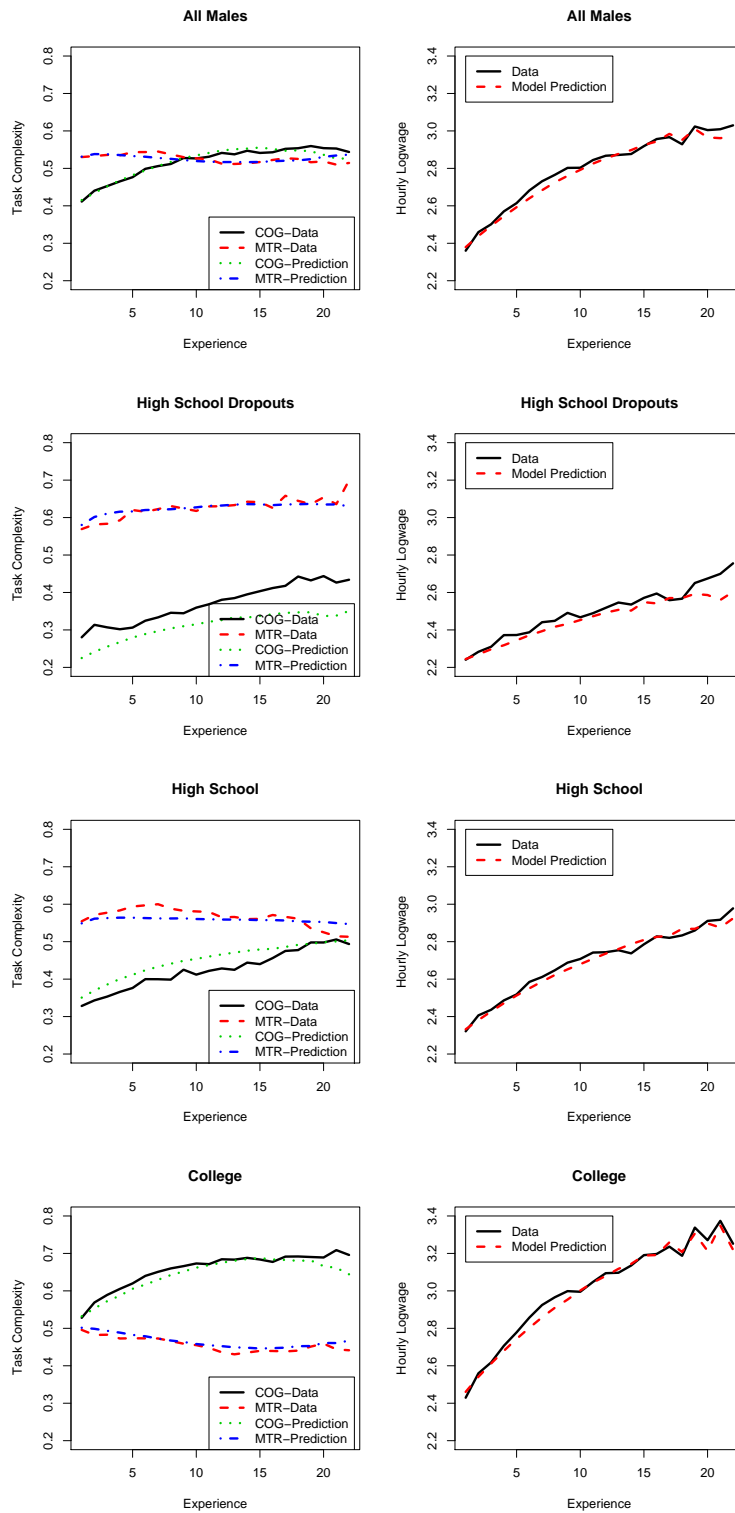 All Males
0.2 0.3 0.4 0.5 0.6 0.7 0.8
Task Complexity
COG−Data
MTR−Data
COG−Prediction
MTR−Prediction
5 10 15 20
Experience
All Males
2.2 2.4 2.6 2.8 3.0 3.2 3.4
Hourly Logwage
Data
Model Prediction
5 10 15 20
Experience
High School Dropouts
0.2 0.3 0.4 0.5 0.6 0.7 0.8
Task Complexity
COG−Data
MTR−Data
COG−Prediction
MTR−Prediction
5 10 15 20
Experience
High School Dropouts
2.2 2.4 2.6 2.8 3.0 3.2 3.4
Hourly Logwage
Data
Model Prediction
5 10 15 20
Experience
High School
0.2 0.3 0.4 0.5 0.6 0.7 0.8
Task Complexity
COG−Data
MTR−Data
COG−Prediction
MTR−Prediction
5 10 15 20
Experience
High School
2.2 2.4 2.6 2.8 3.0 3.2 3.4
Hourly Logwage
Data
Model Prediction
5 10 15 20
Experience
College
0.2 0.3 0.4 0.5 0.6 0.7 0.8
Task Complexity
COG−Data
MTR−Data
COG−Prediction
MTR−Prediction
5 10 15 20
Experience
College
2.2 2.4 2.6 2.8 3.0 3.2 3.4
Hourly Logwage
Data
Model Prediction
5 10 15 20
Experience